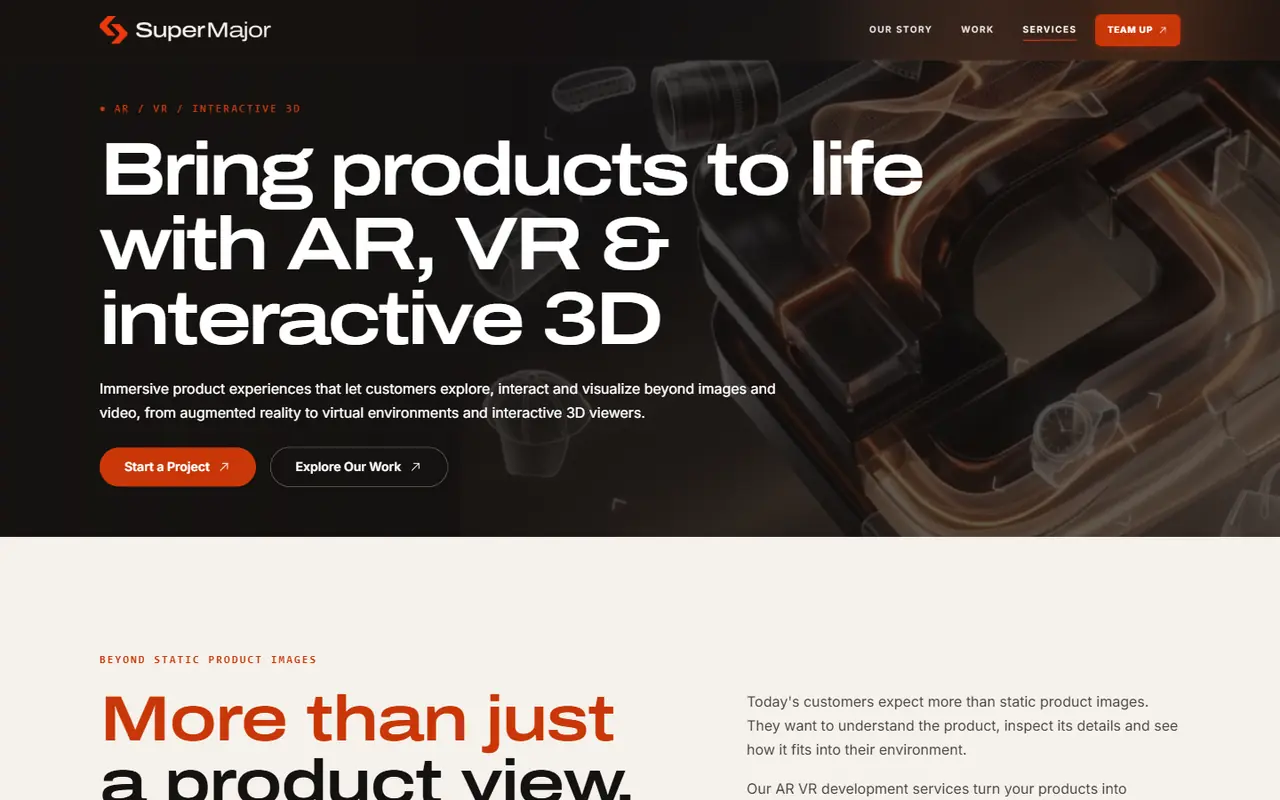 SuperMajor
OUR STORY
WORK
SERVICES
TEAM UP
AR / VR / INTERACTIVE 3D
Bring products to life
with AR, VR &
interactive 3D
Immersive product experiences that let customers explore, interact and visualize beyond images and
video, from augmented reality to virtual environments and interactive 3D viewers.
Start a Project
Explore Our Work
BEYOND STATIC PRODUCT IMAGES
More than just
a product view.
Today's customers expect more than static product images.
They want to understand the product, inspect its details and see
how it fits into their environment.
Our AR VR development services turn your products into